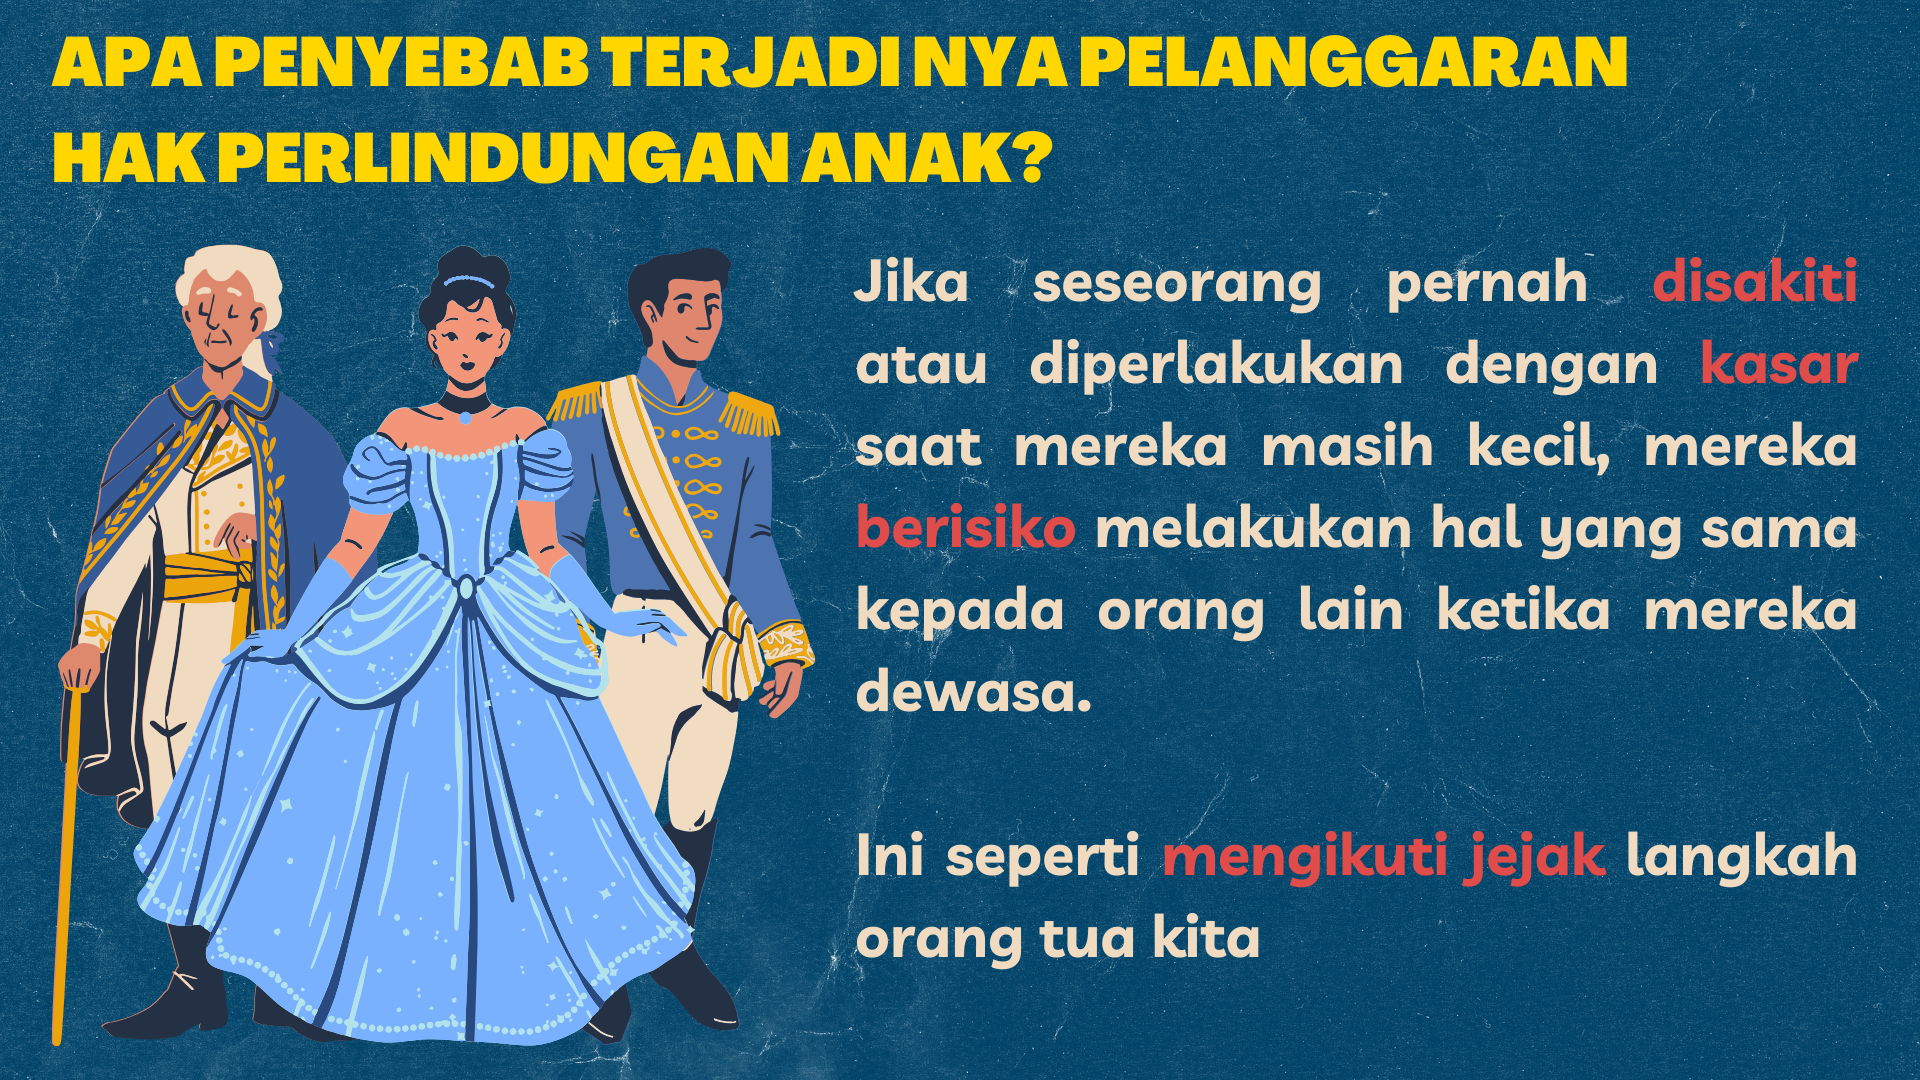 APA PENYEBAB TERJADI NYA PELANGGARAN
HAK PERLINDUNGAN ANAK?
Jika seseorang pernah disakiti
atau diperlakukan dengan kasar
saat mereka masih kecil, mereka
berisiko melakukan hal yang sama
kepada orang lain ketika mereka
dewasa.
Ini seperti mengikuti jejak langkah
orang tua kita